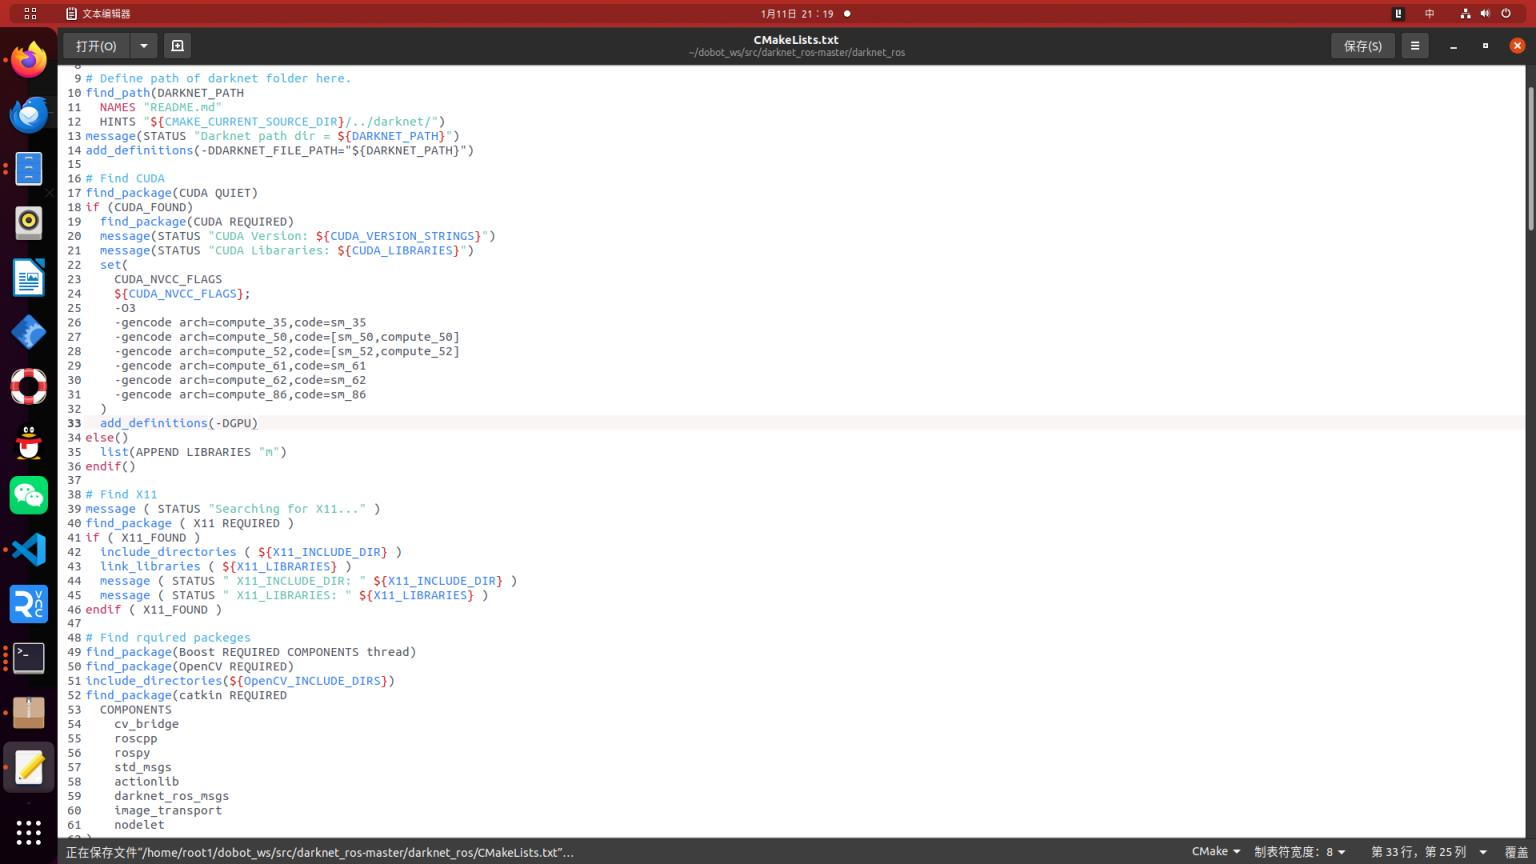 文本编辑器
1月11日 21：19
中
打开(O)
CMakeLists.txt
~/dobot_ws/src/darknet_ros-master/darknet_ros
保存(S)
8
9 # Define path of darknet folder here.
10 find_path(DARKNET_PATH
11   NAMES "README.md"
12   HINTS "${CMAKE_CURRENT_SOURCE_DIR}/../darknet/")
13 message(STATUS "Darknet path dir = ${DARKNET_PATH}")
14 add_definitions(-DDARKNET_FILE_PATH="${DARKNET_PATH}")
15
16 # Find CUDA
17 find_package(CUDA QUIET)
18 if (CUDA_FOUND)
19   find_package(CUDA REQUIRED)
20   message(STATUS "CUDA Version: ${CUDA_VERSION_STRINGS}")
21   message(STATUS "CUDA Libararies: ${CUDA_LIBRARIES}")
22   set(
23     CUDA_NVCC_FLAGS
24     ${CUDA_NVCC_FLAGS};
25     -O3
26     -gencode arch=compute_35,code=sm_35
27     -gencode arch=compute_50,code=[sm_50,compute_50]
28     -gencode arch=compute_52,code=[sm_52,compute_52]
29     -gencode arch=compute_61,code=sm_61
30     -gencode arch=compute_62,code=sm_62
31     -gencode arch=compute_86,code=sm_86
32   )
33   add_definitions(-DGPU)
34 else()
35   list(APPEND LIBRARIES "m")
36 endif()
37
38 # Find X11
39 message ( STATUS "Searching for X11..." )
40 find_package ( X11 REQUIRED )
41 if ( X11_FOUND )
42   include_directories ( ${X11_INCLUDE_DIR} )
43   link_libraries ( ${X11_LIBRARIES} )
44   message ( STATUS " X11_INCLUDE_DIR: " ${X11_INCLUDE_DIR} )
45   message ( STATUS " X11_LIBRARIES: " ${X11_LIBRARIES} )
46 endif ( X11_FOUND )
47
48 # Find rquired packeges
49 find_package(Boost REQUIRED COMPONENTS thread)
50 find_package(OpenCV REQUIRED)
51 include_directories(${OpenCV_INCLUDE_DIRS})
52 find_package(catkin REQUIRED
53   COMPONENTS
54     cv_bridge
55     roscpp
56     rospy
57     std_msgs
58     actionlib
59     darknet_ros_msgs
60     image_transport
61     nodelet
62 )
正在保存文件“/home/root1/dobot_ws/src/darknet_ros-master/darknet_ros/CMakeLists.txt”…
CMake
制表符宽度：8
第 33 行，第 25 列
覆盖